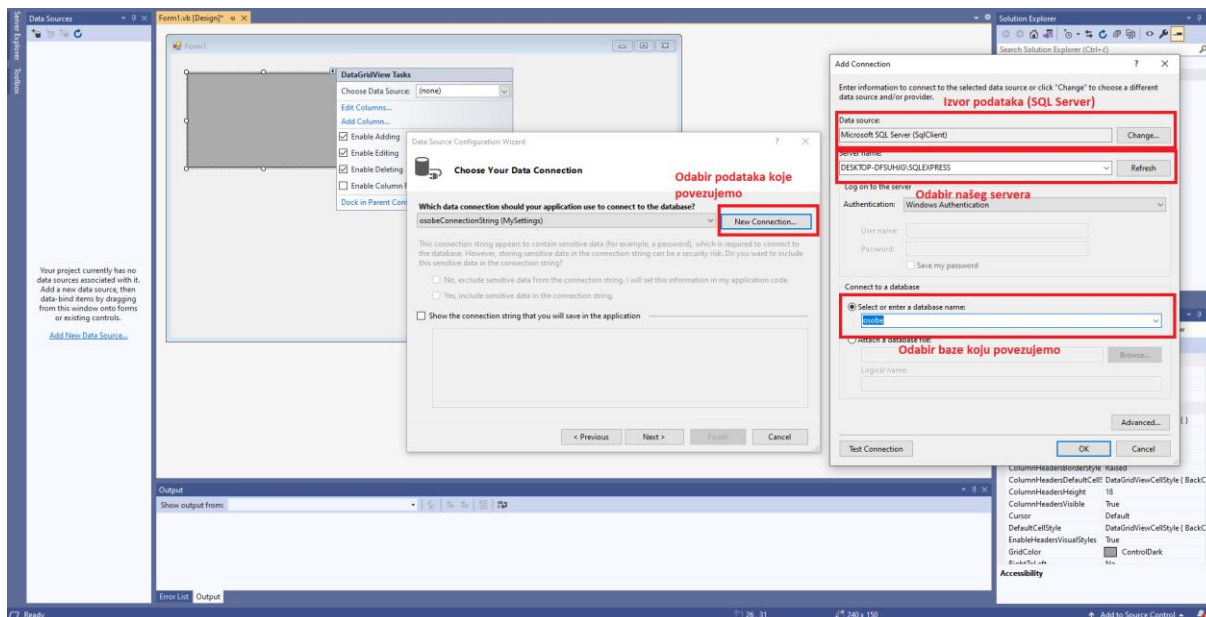 Server Explorer
Toolbox
Data Sources
Your project currently has no
data sources associated with it.
Add a new data source, then
data-bind items by dragging
from this window onto forms
or existing controls.
Add New Data Source...
Form1.vb [Design]*
Form1
DataGridView Tasks
Choose Data Source: (none)
Edit Columns...
Add Column...
Enable Adding
Enable Editing
Enable Deleting
Enable Column
Dock in Parent
Data Source Configuration Wizard
Choose Your Data Connection
Odabir podataka koje
povezujemo
Which data connection should your application use to connect to the database?
osobeConnectionString (MySettings)
New Connection...
This connection string appears to contain sensitive data (for example, a password), which is required to connect to
the database. However, storing sensitive data in the connection string can be a security risk. Do you want to include
this sensitive data in the connection string?
No, exclude sensitive data from the connection string. I will set this information in my application code.
Yes, include sensitive data in the connection string.
Show the connection string that you will save in the application
< Previous Next > Finish Cancel
Output
Show output from:
Error List Output
Solution Explorer
Search Solution Explorer (Ctrl+č)
Add Connection
Enter information to connect to the selected data source or click "Change" to choose a different
data source and/or provider.
Izvor podataka (SQL Server)
Data source:
Microsoft SQL Server (SqlClient) Change...
Server name:
DESKTOP-DFSUHJG\SQLEXPRESS Refresh
Log on to the server
Odabir našeg servera
Authentication: Windows Authentication
User name:
Password:
Save my password
Connect to a database
Select or enter a database name:
osobe
Attach a database file:
Odabir baze koju povezujemo
Browse...
Logical name:
Advanced...
Test Connection OK Cancel
ColumnHeadersBorderStyle Raised
ColumnHeadersDefaultCellS DataGridViewCellStyle { BackC
ColumnHeadersHeight 18
ColumnHeadersVisible True
Cursor Default
DefaultCellStyle DataGridViewCellStyle { BackC
EnableHeadersVisualStyles True
GridColor ControlDark
RightToLeft No
Accessibility
Ready 26, 31 240 x 150 Add to Source Control